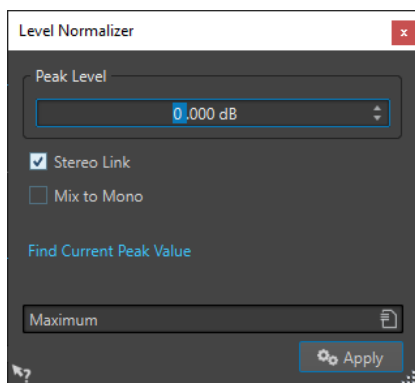 Level Normalizer
Peak Level
0.000 dB
Stereo Link
Mix to Mono
Find Current Peak Value
Maximum
Apply